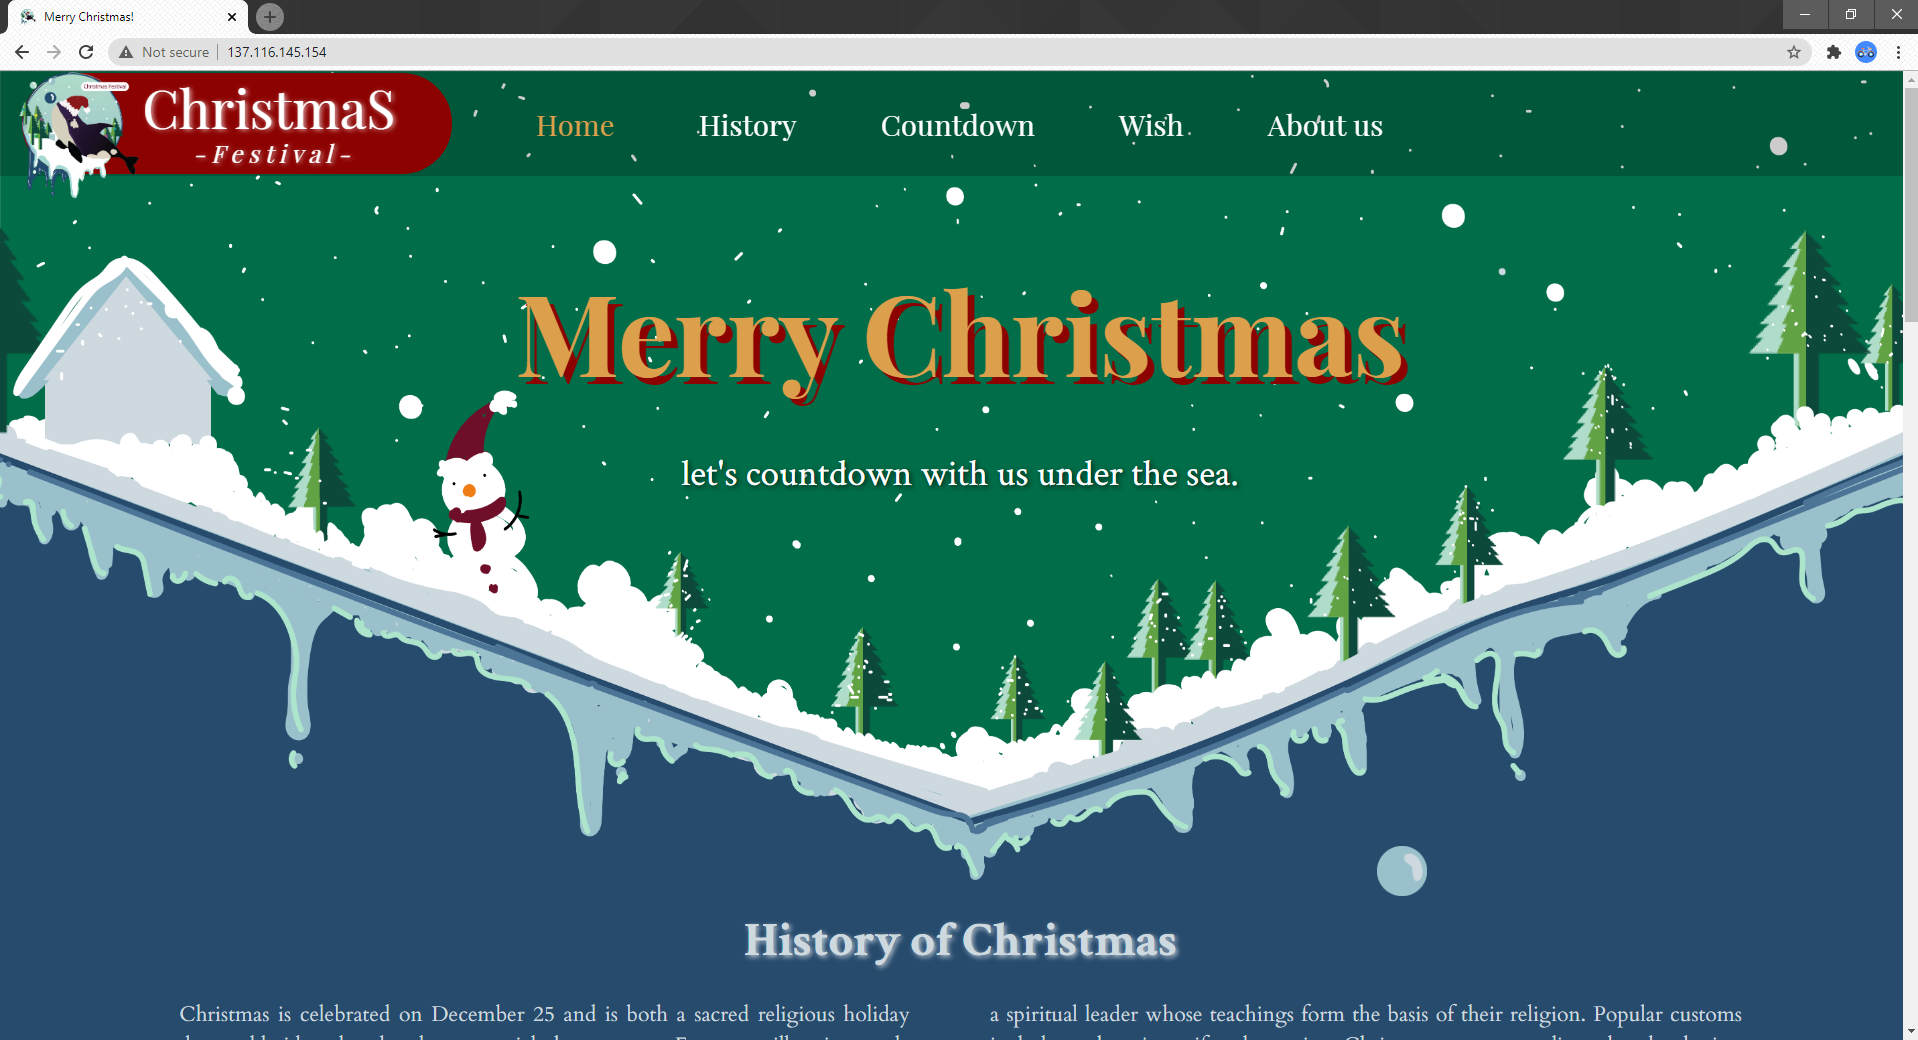 Merry Christmas!
Not secure
137.116.145.154
Christmas Festival
ChristmaS
-Festival-
Home
History
Countdown
Wish
About us
Merry Christmas
let's countdown with us under the sea.
History of Christmas
Christmas is celebrated on December 25 and is both a sacred religious holiday
a spiritual leader whose teachings form the basis of their religion. Popular customs